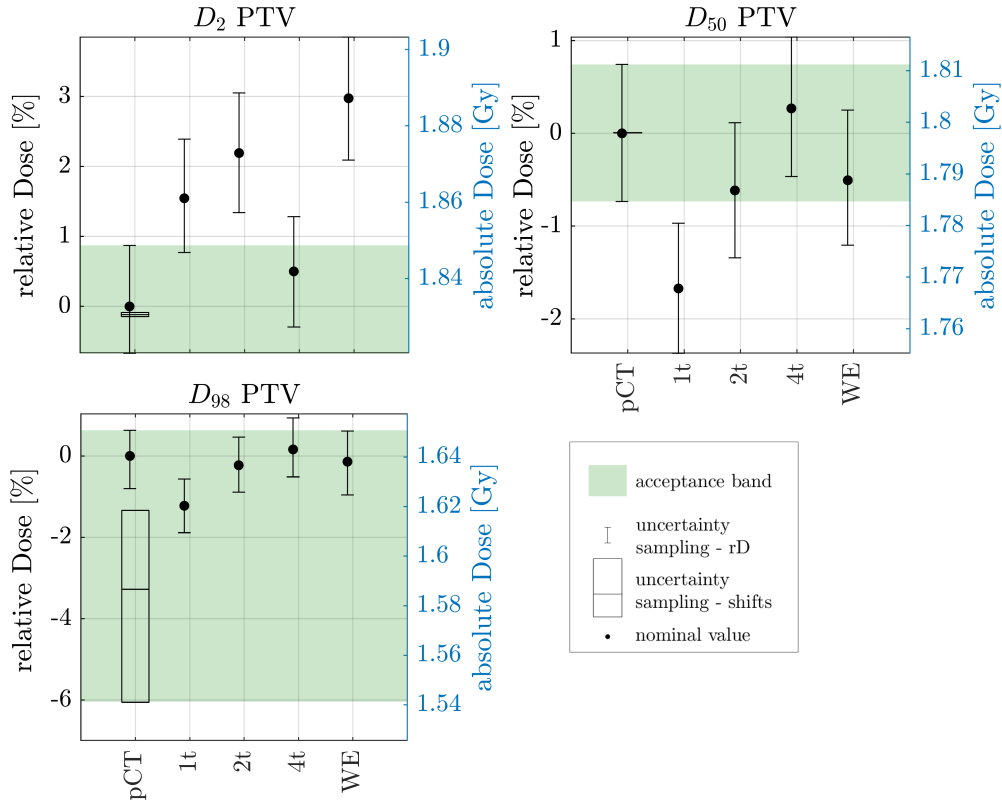 D₂ PTV
relative Dose [%]
3
2
1
0
1.9
1.88
1.86
1.84
absolute Dose [Gy]
D₅₀ PTV
relative Dose [%]
1
0
-1
-2
1.81
1.8
1.79
1.78
1.77
1.76
absolute Dose [Gy]
pCT
1t
2t
4t
WE
D₉₈ PTV
relative Dose [%]
0
-2
-4
-6
1.64
1.62
1.6
1.58
1.56
1.54
absolute Dose [Gy]
pCT
1t
2t
4t
WE
acceptance band
uncertainty
sampling - rD
uncertainty
sampling - shifts
nominal value